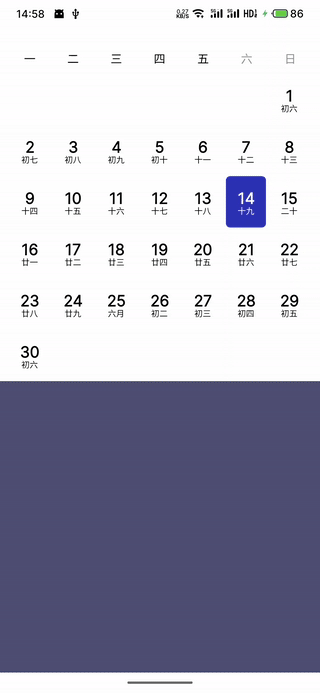 14:58 0.27 KB/S 5G 5G HD 86
一 二 三 四 五 六 日
1
初六
2 3 4 5 6 7 8
初七 初八 初九 初十 十一 十二 十三
9 10 11 12 13 14 15
十四 十五 十六 十七 十八 十九 二十
16 17 18 19 20 21 22
廿一 廿二 廿三 廿四 廿五 廿六 廿七
23 24 25 26 27 28 29
廿八 廿九 六月 初二 初三 初四 初五
30
初六